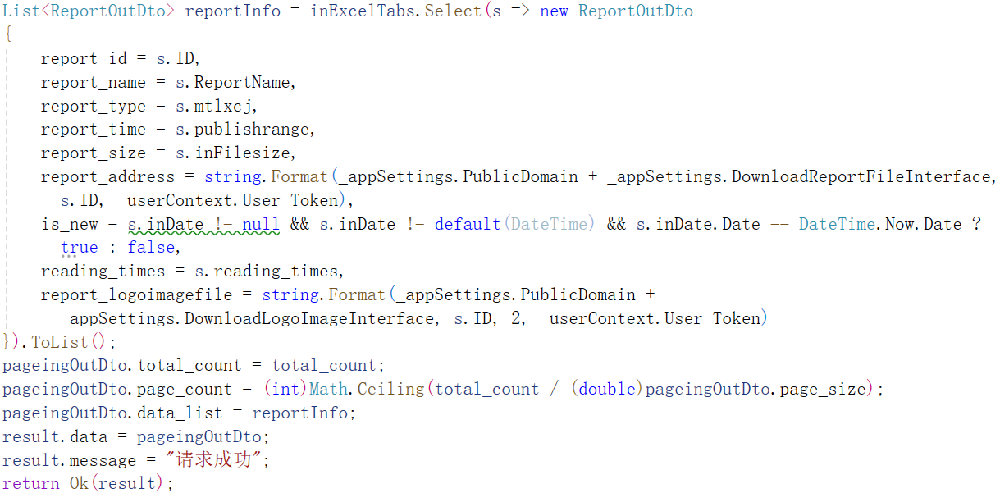 List<ReportOutDto> reportInfo = inExcelTabs.Select(s => new ReportOutDto
{
report_id = s.ID,
report_name = s.ReportName,
report_type = s.mtlxcj,
report_time = s.publishrange,
report_size = s.inFilesize,
report_address = string.Format(_appSettings.PublicDomain + _appSettings.DownloadReportFileInterface,
s.ID, _userContext.User_Token),
is_new = s.inDate != null && s.inDate != default(DateTime) && s.inDate.Date == DateTime.Now.Date ?
true : false,
reading_times = s.reading_times,
report_logoimagefile = string.Format(_appSettings.PublicDomain +
_appSettings.DownloadLogoImageInterface, s.ID, 2, _userContext.User_Token)
}).ToList();
pageingOutDto.total_count = total_count;
pageingOutDto.page_count = (int)Math.Ceiling(total_count / (double)pageingOutDto.page_size);
pageingOutDto.data_list = reportInfo;
result.data = pageingOutDto;
result.message = "请求成功";
return Ok(result);